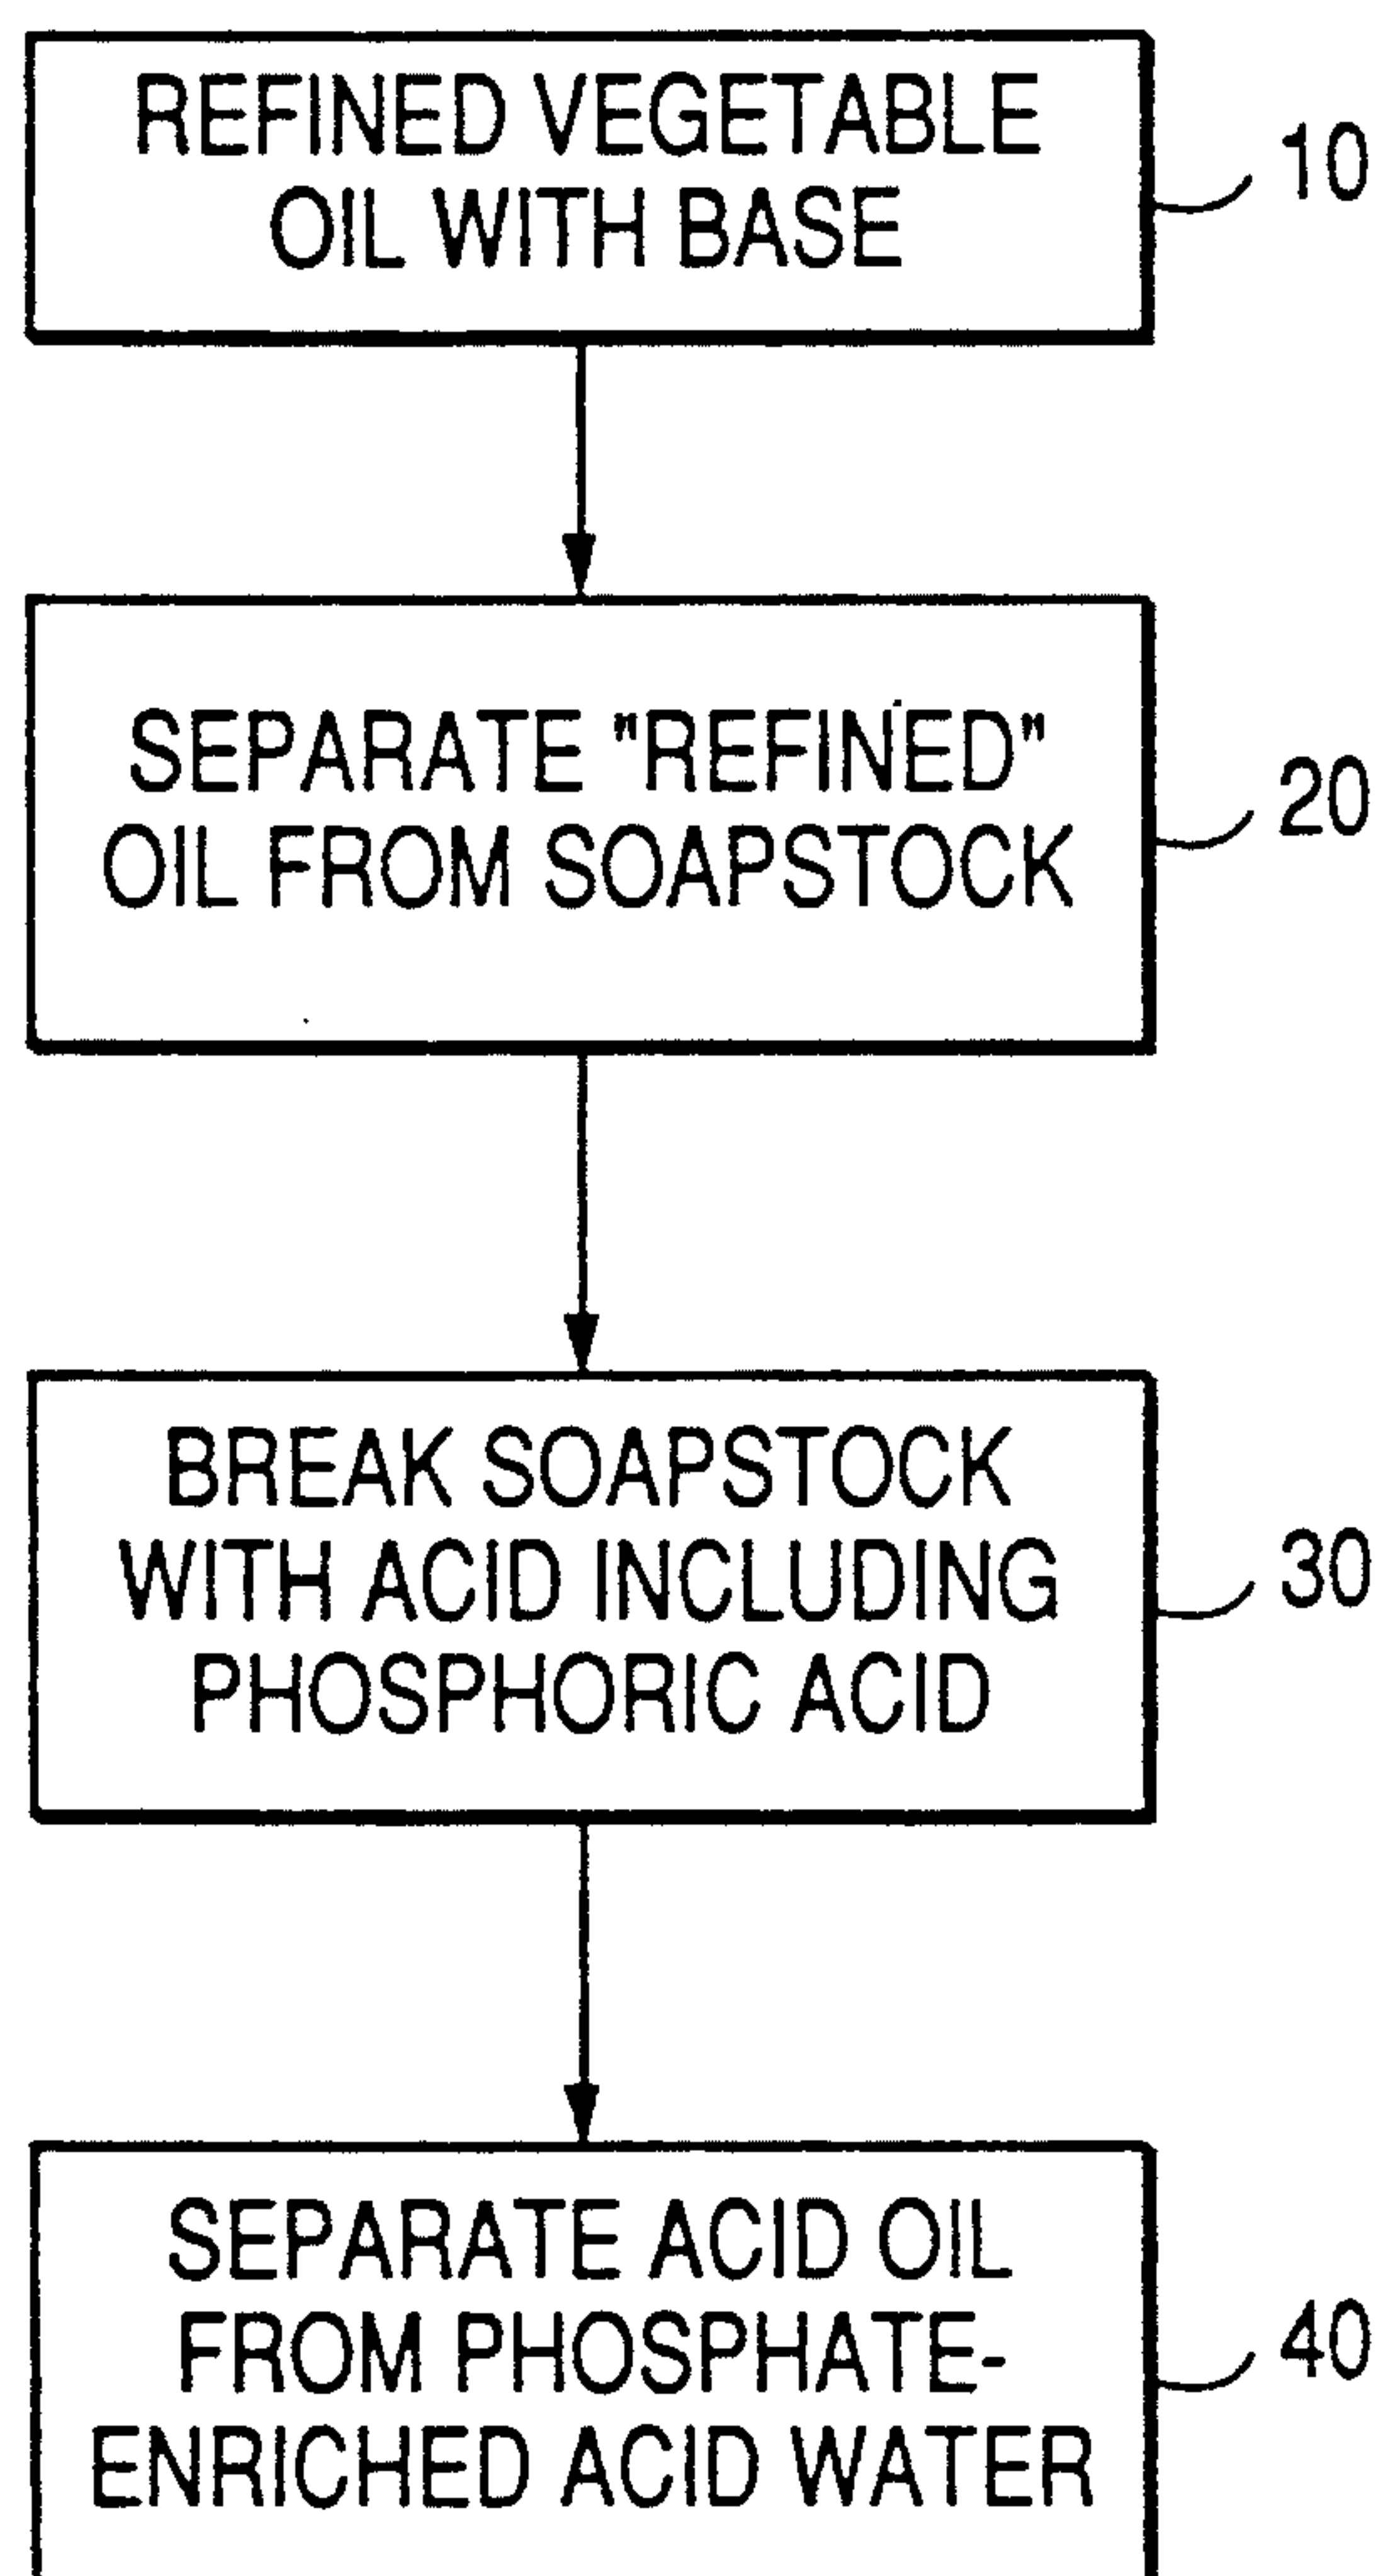 REFINED VEGETABLE
OIL WITH BASE
10
SEPARATE "REFINED"
OIL FROM SOAPSTOCK
20
BREAK SOAPSTOCK
WITH ACID INCLUDING
PHOSPHORIC ACID
30
SEPARATE ACID OIL
FROM PHOSPHATE-
ENRICHED ACID WATER
40